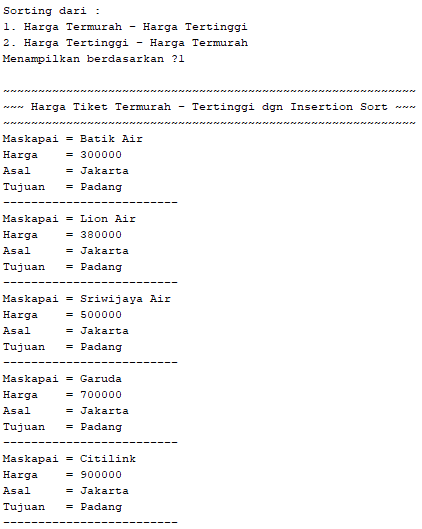 Sorting dari :
1. Harga Termurah - Harga Tertinggi
2. Harga Tertinggi - Harga Termurah
Menampilkan berdasarkan ?1
~~~~~~~~~~~~~~~~~~~~~~~~~~~~~~~~~~~~~~~~~~~~~~~~~~~~~~~~~~~
~~~ Harga Tiket Termurah - Tertinggi dgn Insertion Sort ~~~
~~~~~~~~~~~~~~~~~~~~~~~~~~~~~~~~~~~~~~~~~~~~~~~~~~~~~~~~~~~
Maskapai = Batik Air
Harga    = 300000
Asal     = Jakarta
Tujuan   = Padang
-------------------------
Maskapai = Lion Air
Harga    = 380000
Asal     = Jakarta
Tujuan   = Padang
-------------------------
Maskapai = Sriwijaya Air
Harga    = 500000
Asal     = Jakarta
Tujuan   = Padang
-------------------------
Maskapai = Garuda
Harga    = 700000
Asal     = Jakarta
Tujuan   = Padang
-------------------------
Maskapai = Citilink
Harga    = 900000
Asal     = Jakarta
Tujuan   = Padang
-------------------------